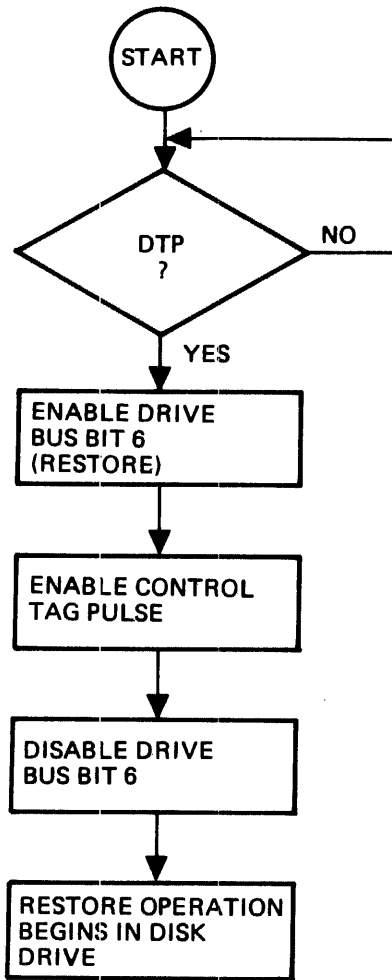 START
DTP
?
NO
YES
ENABLE DRIVE
BUS BIT 6
(RESTORE)
ENABLE CONTROL
TAG PULSE
DISABLE DRIVE
BUS BIT 6
RESTORE OPERATION
BEGINS IN DISK
DRIVE